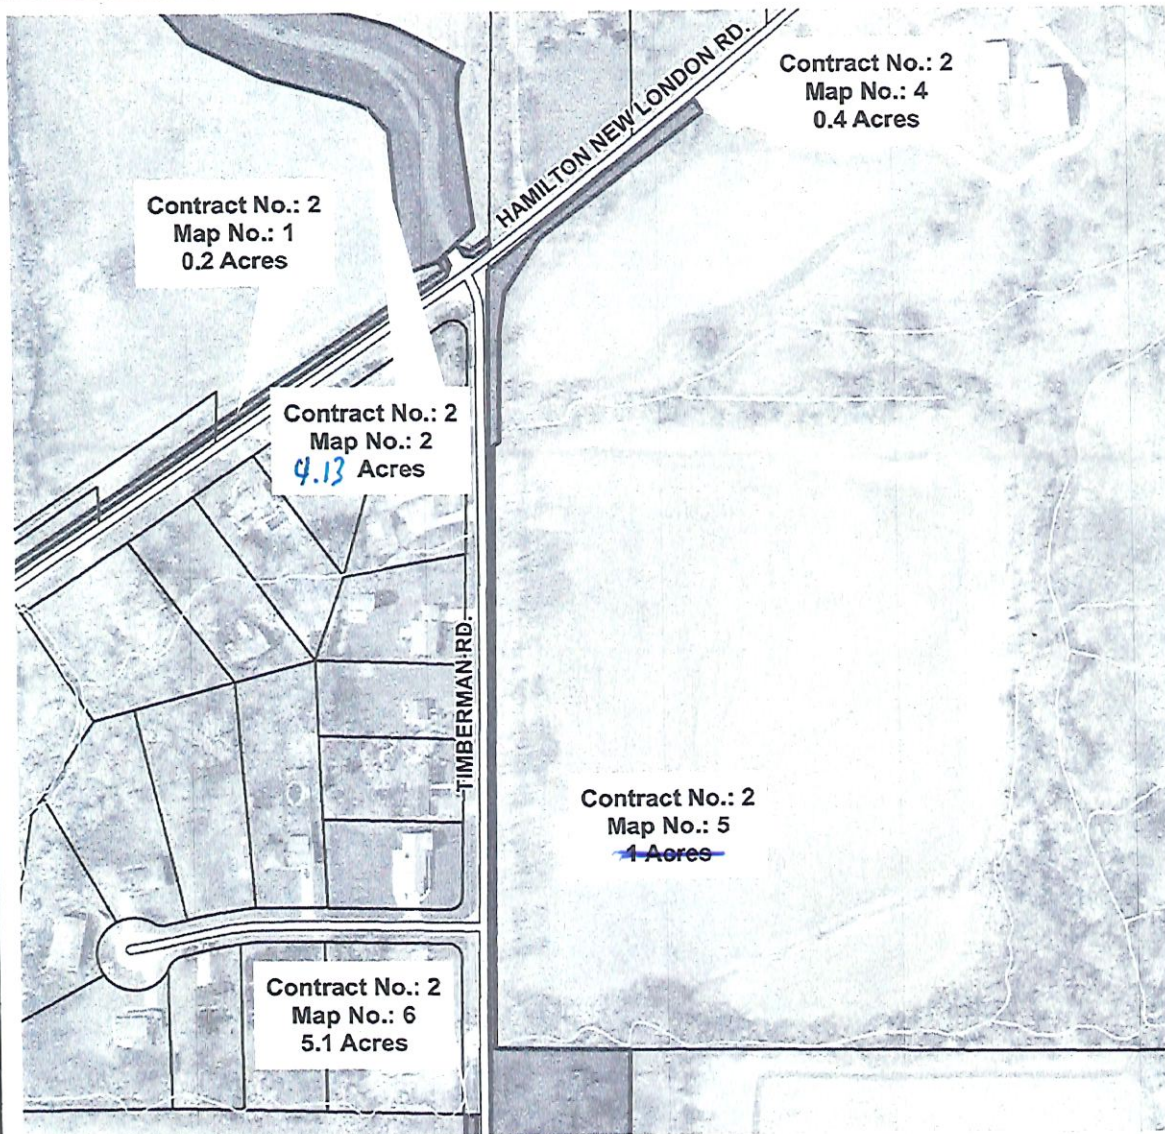 HAMILTON NEW LONDON RD.
Contract No.: 2
Map No.: 4
0.4 Acres
Contract No.: 2
Map No.: 1
0.2 Acres
Contract No.: 2
Map No.: 2
4.13 Acres
TIMBERMAN RD.
Contract No.: 2
Map No.: 5
1 Acres
Contract No.: 2
Map No.: 6
5.1 Acres